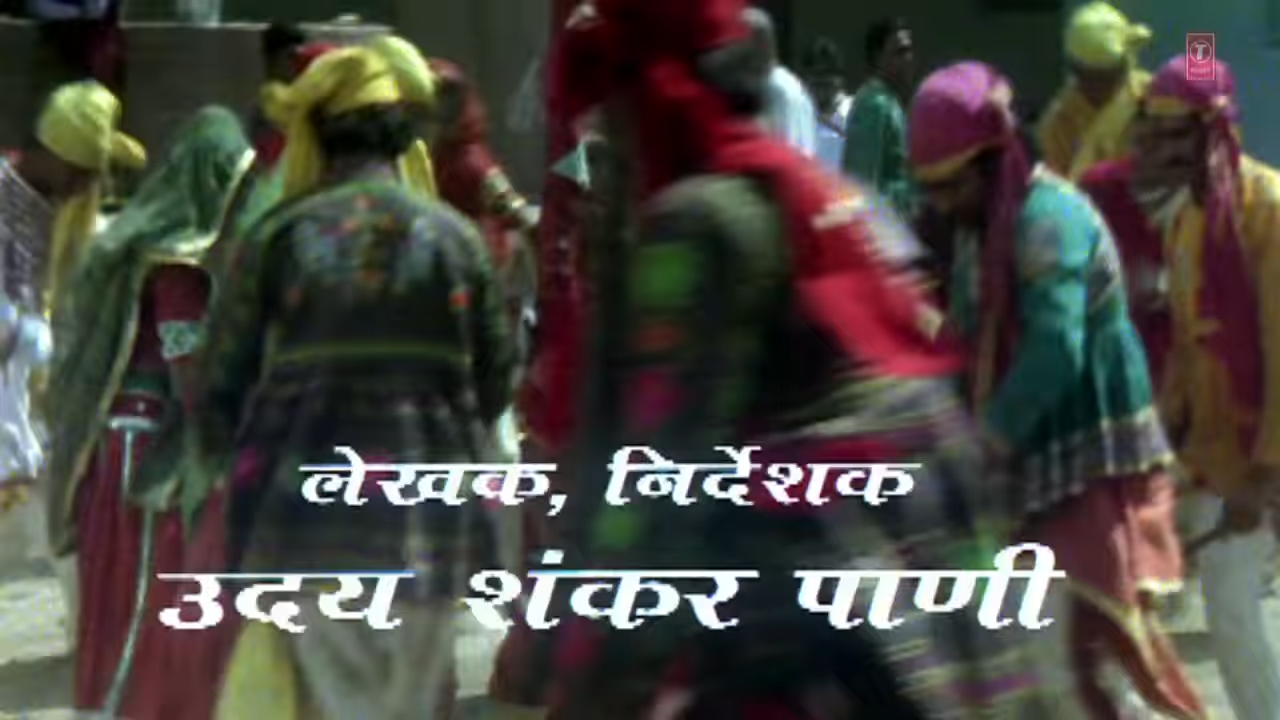 लेखक, निर्देशक
उदय शंकर पाणी